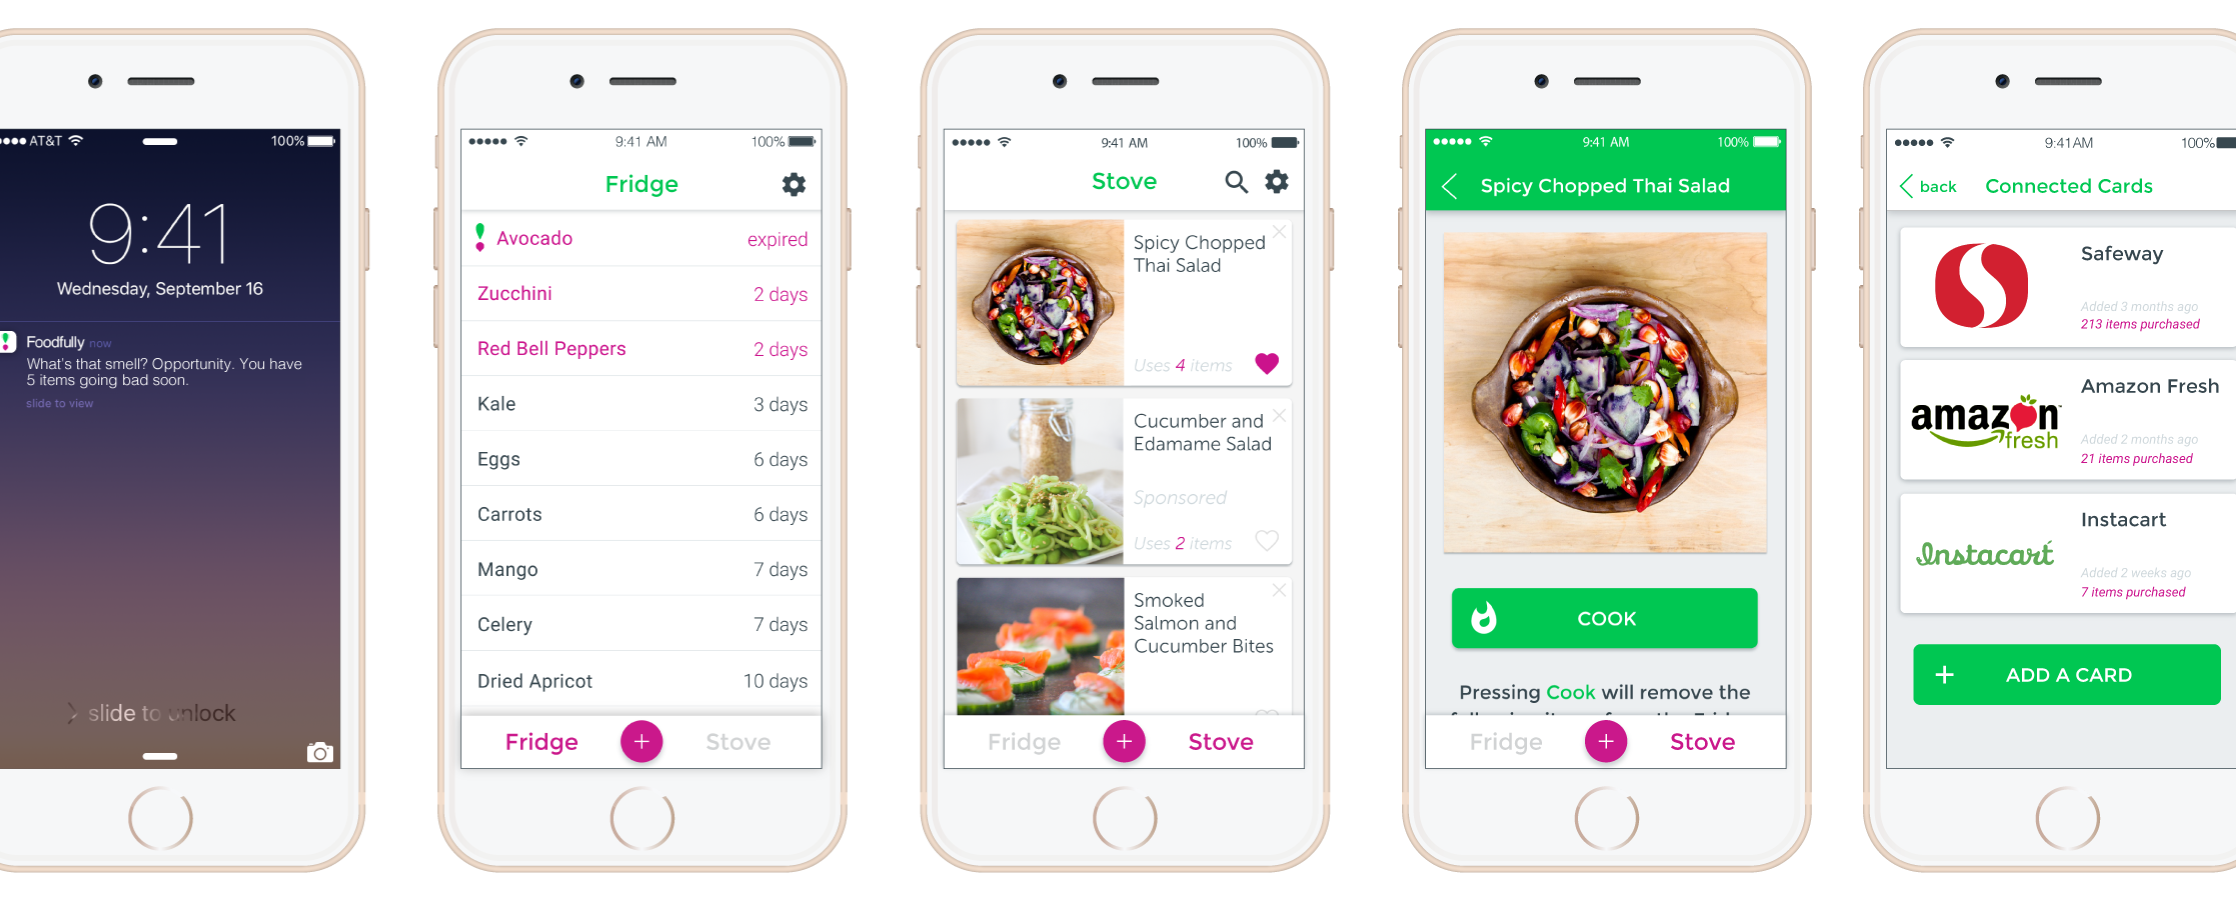 AT&T 100%
9:41
Wednesday, September 16
Foodfully now
What's that smell? Opportunity. You have
5 items going bad soon.
slide to view
slide to unlock
9:41 AM 100%
Fridge
Avocado expired
Zucchini 2 days
Red Bell Peppers 2 days
Kale 3 days
Eggs 6 days
Carrots 6 days
Mango 7 days
Celery 7 days
Dried Apricot 10 days
Fridge + Stove
9:41 AM 100%
Stove
Spicy Chopped
Thai Salad
Uses 4 items
Cucumber and
Edamame Salad
Sponsored
Uses 2 items
Smoked
Salmon and
Cucumber Bites
Fridge + Stove
9:41 AM 100%
Spicy Chopped Thai Salad
COOK
Pressing Cook will remove the
Fridge + Stove
9:41AM 100%
back Connected Cards
Safeway
Added 3 months ago
213 items purchased
amazon
fresh
Amazon Fresh
Added 2 months ago
21 items purchased
Instacart
Instacart
Added 2 weeks ago
7 items purchased
+ ADD A CARD